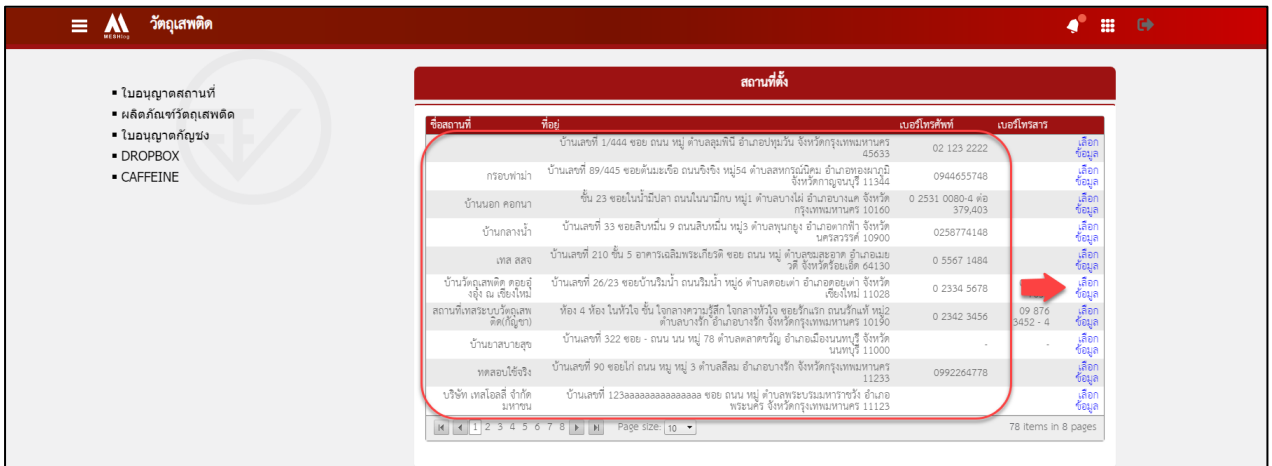 MESHlog
วัตถุเสพติด
▪ ใบอนุญาตสถานที่
▪ ผลิตภัณฑ์วัตถุเสพติด
▪ ใบอนุญาตกัญชง
▪ DROPBOX
▪ CAFFEINE
สถานที่ตั้ง
ชื่อสถานที่ ที่อยู่ เบอร์โทรศัพท์ เบอร์โทรสาร
บ้านเลขที่ 1/444 ซอย ถนน หมู่ ตำบลลุมพินี อำเภอปทุมวัน จังหวัดกรุงเทพมหานคร
45633
02 123 2222
เลือก
ข้อมูล
กรอบพาม่า
บ้านเลขที่ 89/445 ซอยต้นมะเขือ ถนนชิงชิง หมู่54 ตำบลสหกรณ์นิคม อำเภอทองผาภูมิ
จังหวัดกาญจนบุรี 11344
0944655748
เลือก
ข้อมูล
บ้านนอก คอกนา
ชั้น 23 ซอยในน้ำมีปลา ถนนในนามีกบ หมู่1 ตำบลบางไผ่ อำเภอบางแค จังหวัด
กรุงเทพมหานคร 10160
0 2531 0080-4 ต่อ
379,403
เลือก
ข้อมูล
บ้านกลางน้ำ
บ้านเลขที่ 33 ซอยสิบหมื่น 9 ถนนสิบหมื่น หมู่3 ตำบลพุนกยูง อำเภอตากฟ้า จังหวัด
นครสวรรค์ 10900
0258774148
เลือก
ข้อมูล
เทส สสจ
บ้านเลขที่ 210 ชั้น 5 อาคารเฉลิมพระเกียรติ ซอย ถนน หมู่ ตำบลชมสะอาด อำเภอเมย
วดี จังหวัดร้อยเอ็ด 64130
0 5567 1484
เลือก
ข้อมูล
บ้านวัตถุเสพติด ดอยอู๋
งอุ๋ง ณ เชียงใหม่
บ้านเลขที่ 26/23 ซอยบ้านริมน้ำ ถนนริมน้ำ หมู่6 ตำบลดอยเต่า อำเภอดอยเต่า จังหวัด
เชียงใหม่ 11028
0 2334 5678
เลือก
ข้อมูล
สถานที่เทสระบบวัตถุเสพ
ติด(กัญชา)
ห้อง 4 ห้อง ในหัวใจ ชั้น ใจกลางความรู้สึก ใจกลางหัวใจ ซอยรักแรก ถนนรักแท้ หมู่2
ตำบลบางรัก อำเภอบางรัก จังหวัดกรุงเทพมหานคร 10190
0 2342 3456
09 876
3452 - 4
เลือก
ข้อมูล
บ้านยาสบายสุข
บ้านเลขที่ 322 ซอย - ถนน นน หมู่ 78 ตำบลตลาดขวัญ อำเภอเมืองนนทบุรี จังหวัด
นนทบุรี 11000
- -
เลือก
ข้อมูล
ทดสอบใช้จริง
บ้านเลขที่ 90 ซอยไก่ ถนน หมู หมู่ 3 ตำบลสีลม อำเภอบางรัก จังหวัดกรุงเทพมหานคร
11233
0992264778
เลือก
ข้อมูล
บริษัท เทสโอลลี่ จำกัด
มหาชน
บ้านเลขที่ 123aaaaaaaaaaaaaaa ซอย ถนน หมู่ ตำบลพระบรมมหาราชวัง อำเภอ
พระนคร จังหวัดกรุงเทพมหานคร 11123
เลือก
ข้อมูล
1 2 3 4 5 6 7 8 Page size: 10 78 items in 8 pages